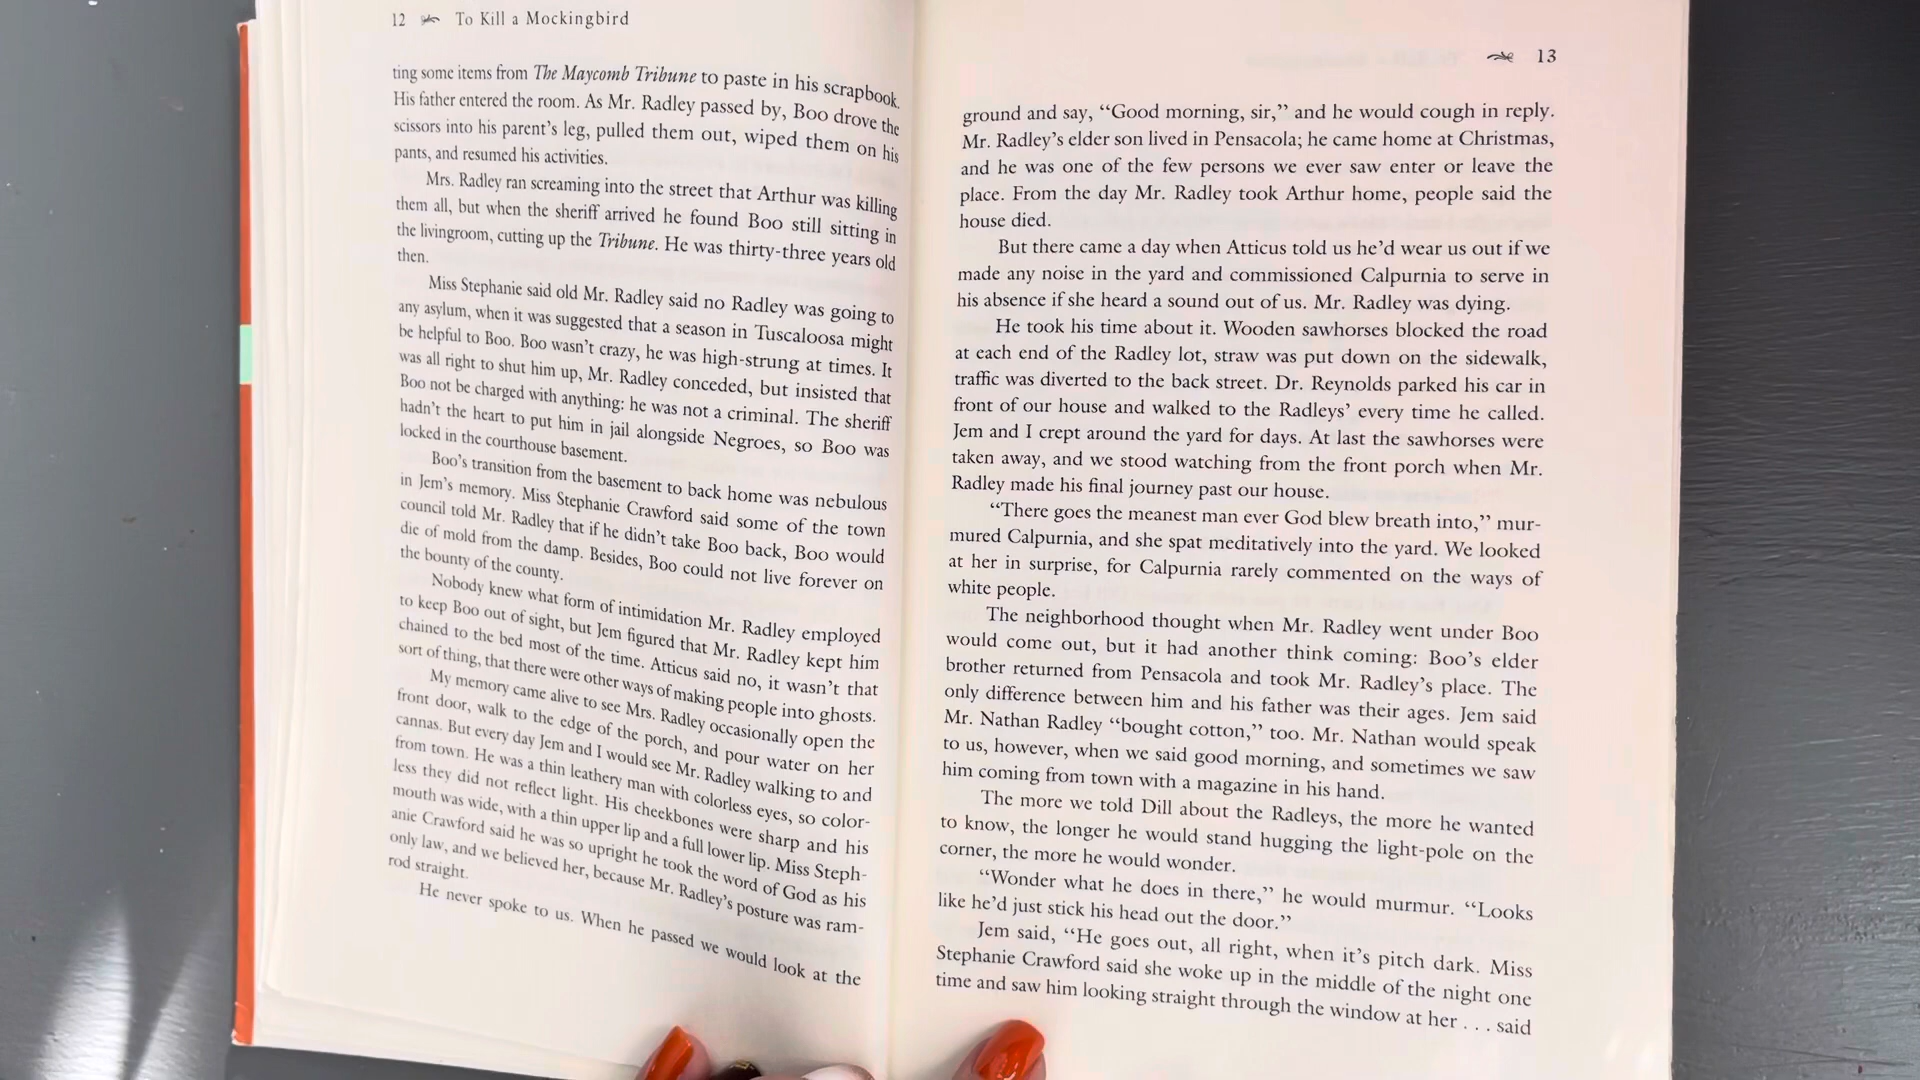 12 To Kill a Mockingbird
ting some items from The Maycomb Tribune to paste in his scrapbook.
His father entered the room. As Mr. Radley passed by, Boo drove the
scissors into his parent’s leg, pulled them out, wiped them on his
pants, and resumed his activities.
Mrs. Radley ran screaming into the street that Arthur was killing
them all, but when the sheriff arrived he found Boo still sitting in
the livingroom, cutting up the Tribune. He was thirty-three years old
then.
Miss Stephanie said old Mr. Radley said no Radley was going to
any asylum, when it was suggested that a season in Tuscaloosa might
be helpful to Boo. Boo wasn’t crazy, he was high-strung at times. It
was all right to shut him up, Mr. Radley conceded, but insisted that
Boo not be charged with anything: he was not a criminal. The sheriff
hadn’t the heart to put him in jail alongside Negroes, so Boo was
locked in the courthouse basement.
Boo’s transition from the basement to back home was nebulous
in Jem’s memory. Miss Stephanie Crawford said some of the town
council told Mr. Radley that if he didn’t take Boo back, Boo would
die of mold from the damp. Besides, Boo could not live forever on
the bounty of the county.
Nobody knew what form of intimidation Mr. Radley employed
to keep Boo out of sight, but Jem figured that Mr. Radley kept him
chained to the bed most of the time. Atticus said no, it wasn’t that
sort of thing, that there were other ways of making people into ghosts.
My memory came alive to see Mrs. Radley occasionally open the
front door, walk to the edge of the porch, and pour water on her
cannas. But every day Jem and I would see Mr. Radley walking to and
from town. He was a thin leathery man with colorless eyes, so color-
less they did not reflect light. His cheekbones were sharp and his
mouth was wide, with a thin upper lip and a full lower lip. Miss Steph-
anie Crawford said he was so upright he took the word of God as his
only law, and we believed her, because Mr. Radley’s posture was ram-
rod straight.
He never spoke to us. When he passed we would look at the
13
ground and say, “Good morning, sir,” and he would cough in reply.
Mr. Radley’s elder son lived in Pensacola; he came home at Christmas,
and he was one of the few persons we ever saw enter or leave the
place. From the day Mr. Radley took Arthur home, people said the
house died.
But there came a day when Atticus told us he’d wear us out if we
made any noise in the yard and commissioned Calpurnia to serve in
his absence if she heard a sound out of us. Mr. Radley was dying.
He took his time about it. Wooden sawhorses blocked the road
at each end of the Radley lot, straw was put down on the sidewalk,
traffic was diverted to the back street. Dr. Reynolds parked his car in
front of our house and walked to the Radleys’ every time he called.
Jem and I crept around the yard for days. At last the sawhorses were
taken away, and we stood watching from the front porch when Mr.
Radley made his final journey past our house.
“There goes the meanest man ever God blew breath into,” mur-
mured Calpurnia, and she spat meditatively into the yard. We looked
at her in surprise, for Calpurnia rarely commented on the ways of
white people.
The neighborhood thought when Mr. Radley went under Boo
would come out, but it had another think coming: Boo’s elder
brother returned from Pensacola and took Mr. Radley’s place. The
only difference between him and his father was their ages. Jem said
Mr. Nathan Radley “bought cotton,” too. Mr. Nathan would speak
to us, however, when we said good morning, and sometimes we saw
him coming from town with a magazine in his hand.
The more we told Dill about the Radleys, the more he wanted
to know, the longer he would stand hugging the light-pole on the
corner, the more he would wonder.
“Wonder what he does in there,” he would murmur. “Looks
like he’d just stick his head out the door.”
Jem said, “He goes out, all right, when it’s pitch dark. Miss
Stephanie Crawford said she woke up in the middle of the night one
time and saw him looking straight through the window at her . . . said